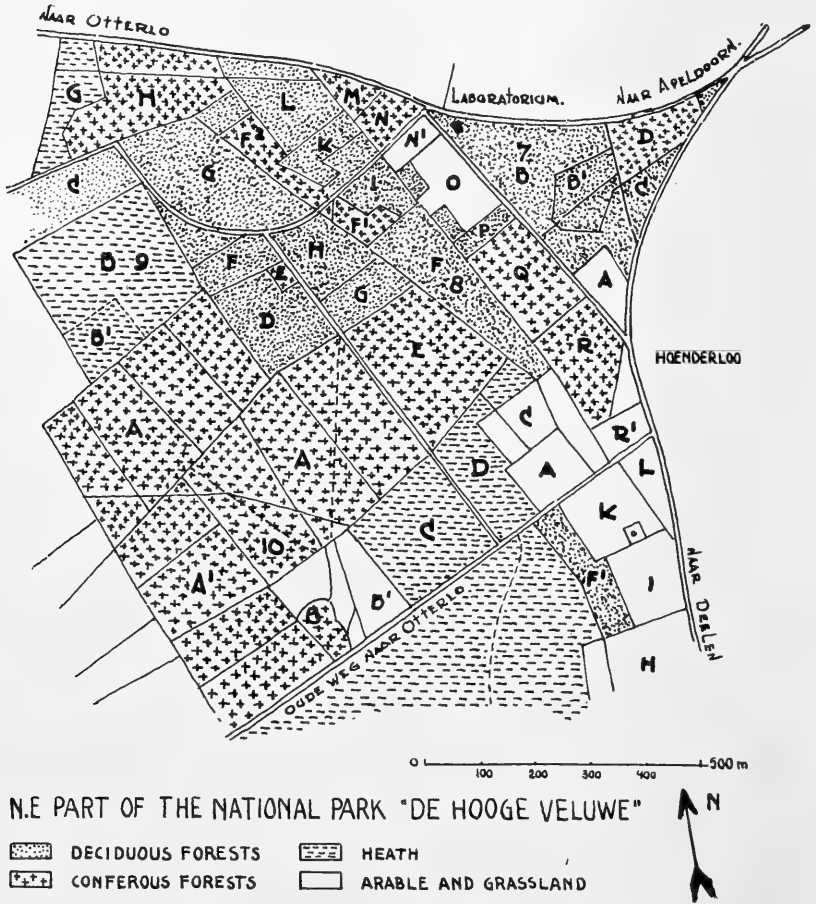 NAAR OTTERLO
LABORATORIUM.
NAAR APELDOORN.
G
H
L
M
N
D
F2
K
N'
7
B
B'
C'
C
G
I
O
F'
P
B 9
F
E
H
F
8
Q
A
D
G
B'
E
R
HOENDERLOO
A
A
C
R'
D
A
L
C
K
10
A'
F'
I
B
B'
H
NAAR DEELEN
OUDE WEG NAAR OTTERLO
0
100
200
300
400
500 m
N.E PART OF THE NATIONAL PARK "DE HOOGE VELUWE"
N
DECIDUOUS FORESTS
HEATH
CONFEROUS FORESTS
ARABLE AND GRASSLAND